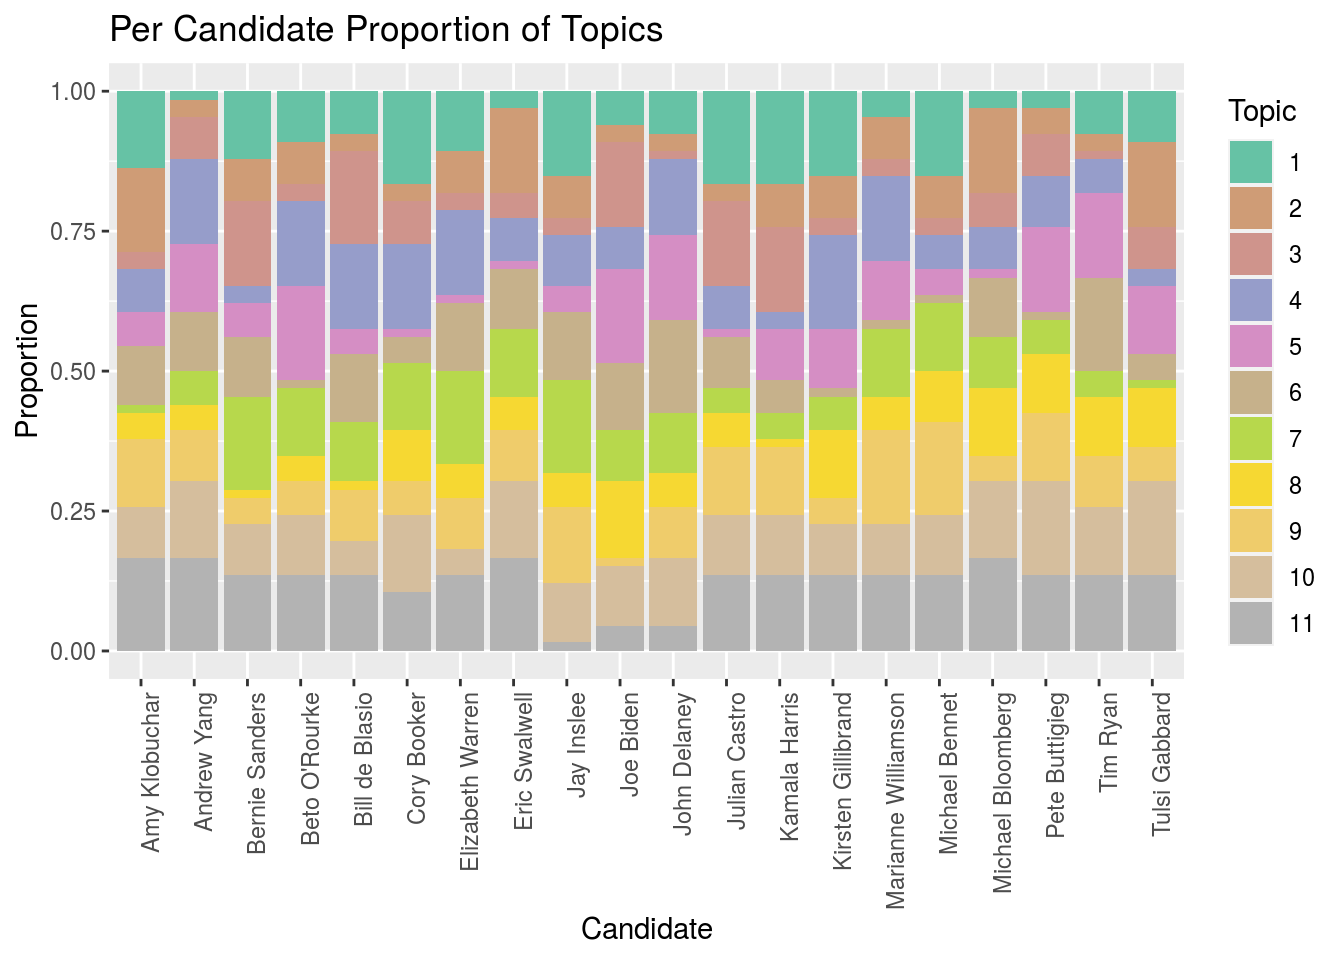 Per Candidate Proportion of Topics
1.00
0.75
0.50
0.25
0.00
Proportion
Amy Klobuchar
Andrew Yang
Bernie Sanders
Beto O'Rourke
Bill de Blasio
Cory Booker
Elizabeth Warren
Eric Swalwell
Jay Inslee
Joe Biden
John Delaney
Julian Castro
Kamala Harris
Kirsten Gillibrand
Marianne Williamson
Michael Bennet
Michael Bloomberg
Pete Buttigieg
Tim Ryan
Tulsi Gabbard
Candidate
Topic
1
2
3
4
5
6
7
8
9
10
11